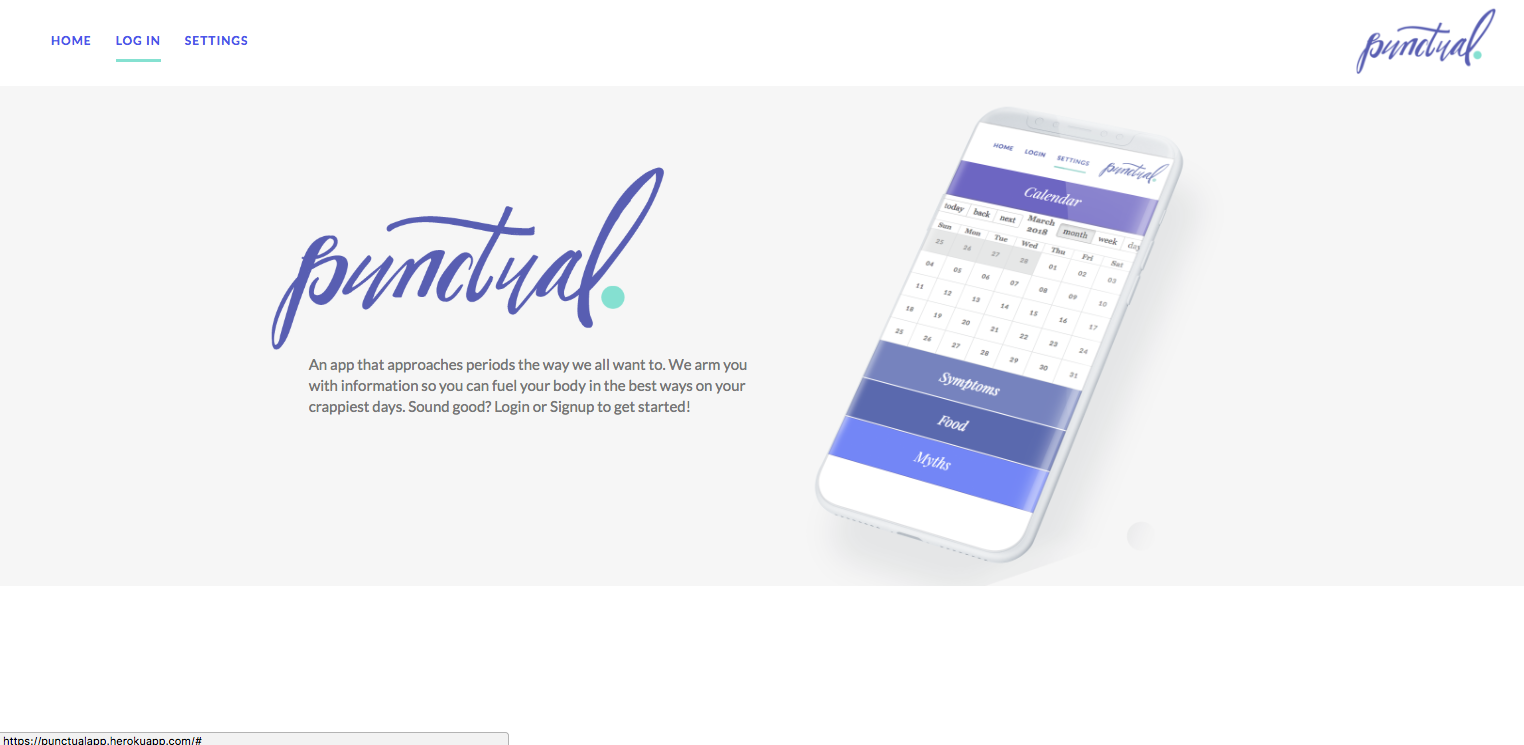 HOME LOG IN SETTINGS
punctual.
punctual.
An app that approaches periods the way we all want to. We arm you
with information so you can fuel your body in the best ways on your
crappiest days. Sound good? Login or Signup to get started!
HOME LOGIN SETTINGS punctual.
Calendar
today back next March 2018 month week day
Sun Mon Tue Wed Thu Fri Sat
25 26 27 28 01 02 03
04 05 06 07 08 09 10
11 12 13 14 15 16 17
18 19 20 21 22 23 24
25 26 27 28 29 30 31
Symptoms
Food
Myths
https://punctualapp.herokuapp.com/#